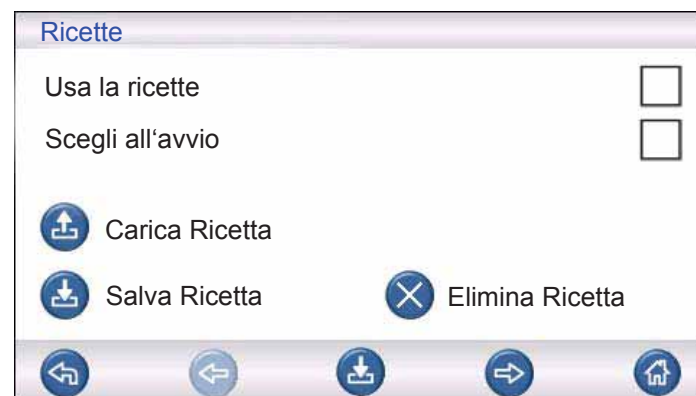 Ricette
Usa la ricette
Scegli all‘avvio
Carica Ricetta
Salva Ricetta
Elimina Ricetta